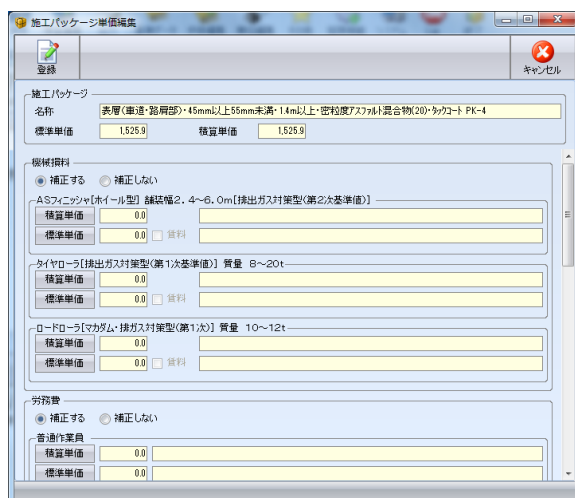 施工パッケージ単価編集
登録
キャンセル
施工パッケージ
名称 表層(車道・路肩部)・45mm以上55mm未満・1.4m以上・密粒度アスファルト混合物(20)・タックコート PK-4
標準単価 1,525.9 積算単価 1,525.9
機械損料
補正する 補正しない
ASフィニッシャ[ホイール型] 舗装幅2.4～6.0m[排出ガス対策型(第2次基準値)]
積算単価 0.0
標準単価 0.0 賃料
タイヤローラ[排出ガス対策型(第1次基準値)] 質量 8～20t
積算単価 0.0
標準単価 0.0 賃料
ロードローラ[マカダム・排ガス対策型(第1次)] 質量 10～12t
積算単価 0.0
標準単価 0.0 賃料
労務費
補正する 補正しない
普通作業員
積算単価 0.0
標準単価 0.0